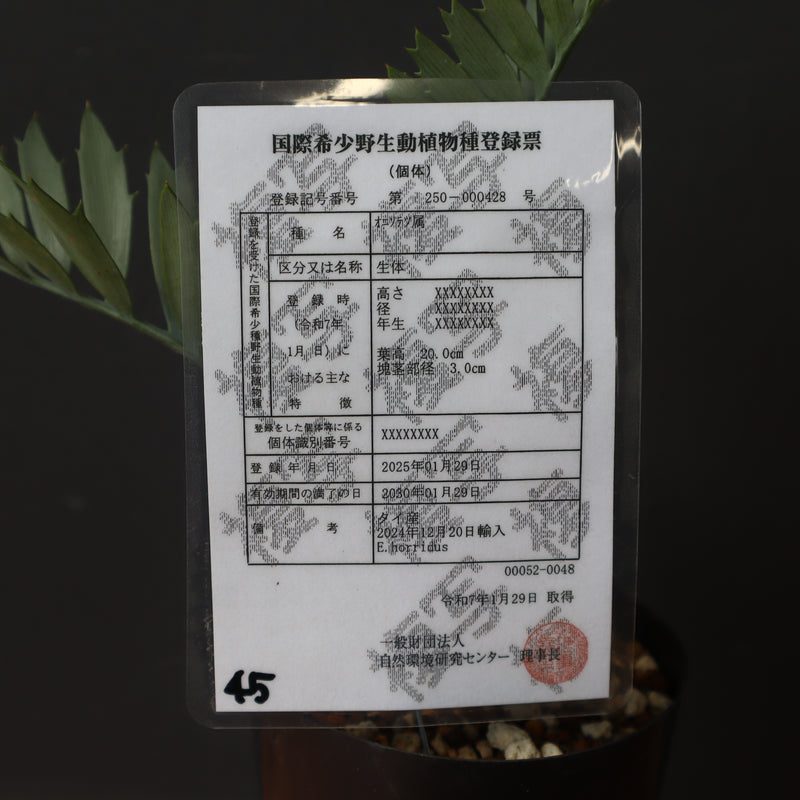 国際希少野生動植物種登録票
(個体)
登録記号番号 第 250-000428 号
登録を受けた国際希少野生動植物種
種名 ｵﾆｿﾃﾂ属
区分又は名称 生体
登録時
(令和7年
1月 日)に
おける主な
特徴
高さ XXXXXXXX
径 XXXXXXXX
年生 XXXXXXXX
葉高 20.0cm
塊茎部径 3.0cm
登録をした個体等に係る
個体識別番号 XXXXXXXX
登録年月日 2025年01月29日
有効期間の満了の日 2030年01月29日
備考
タイ産
2024年12月20日輸入
E.horridus
00052-0048
令和7年1月29日 取得
一般財団法人
自然環境研究センター 理事長
45